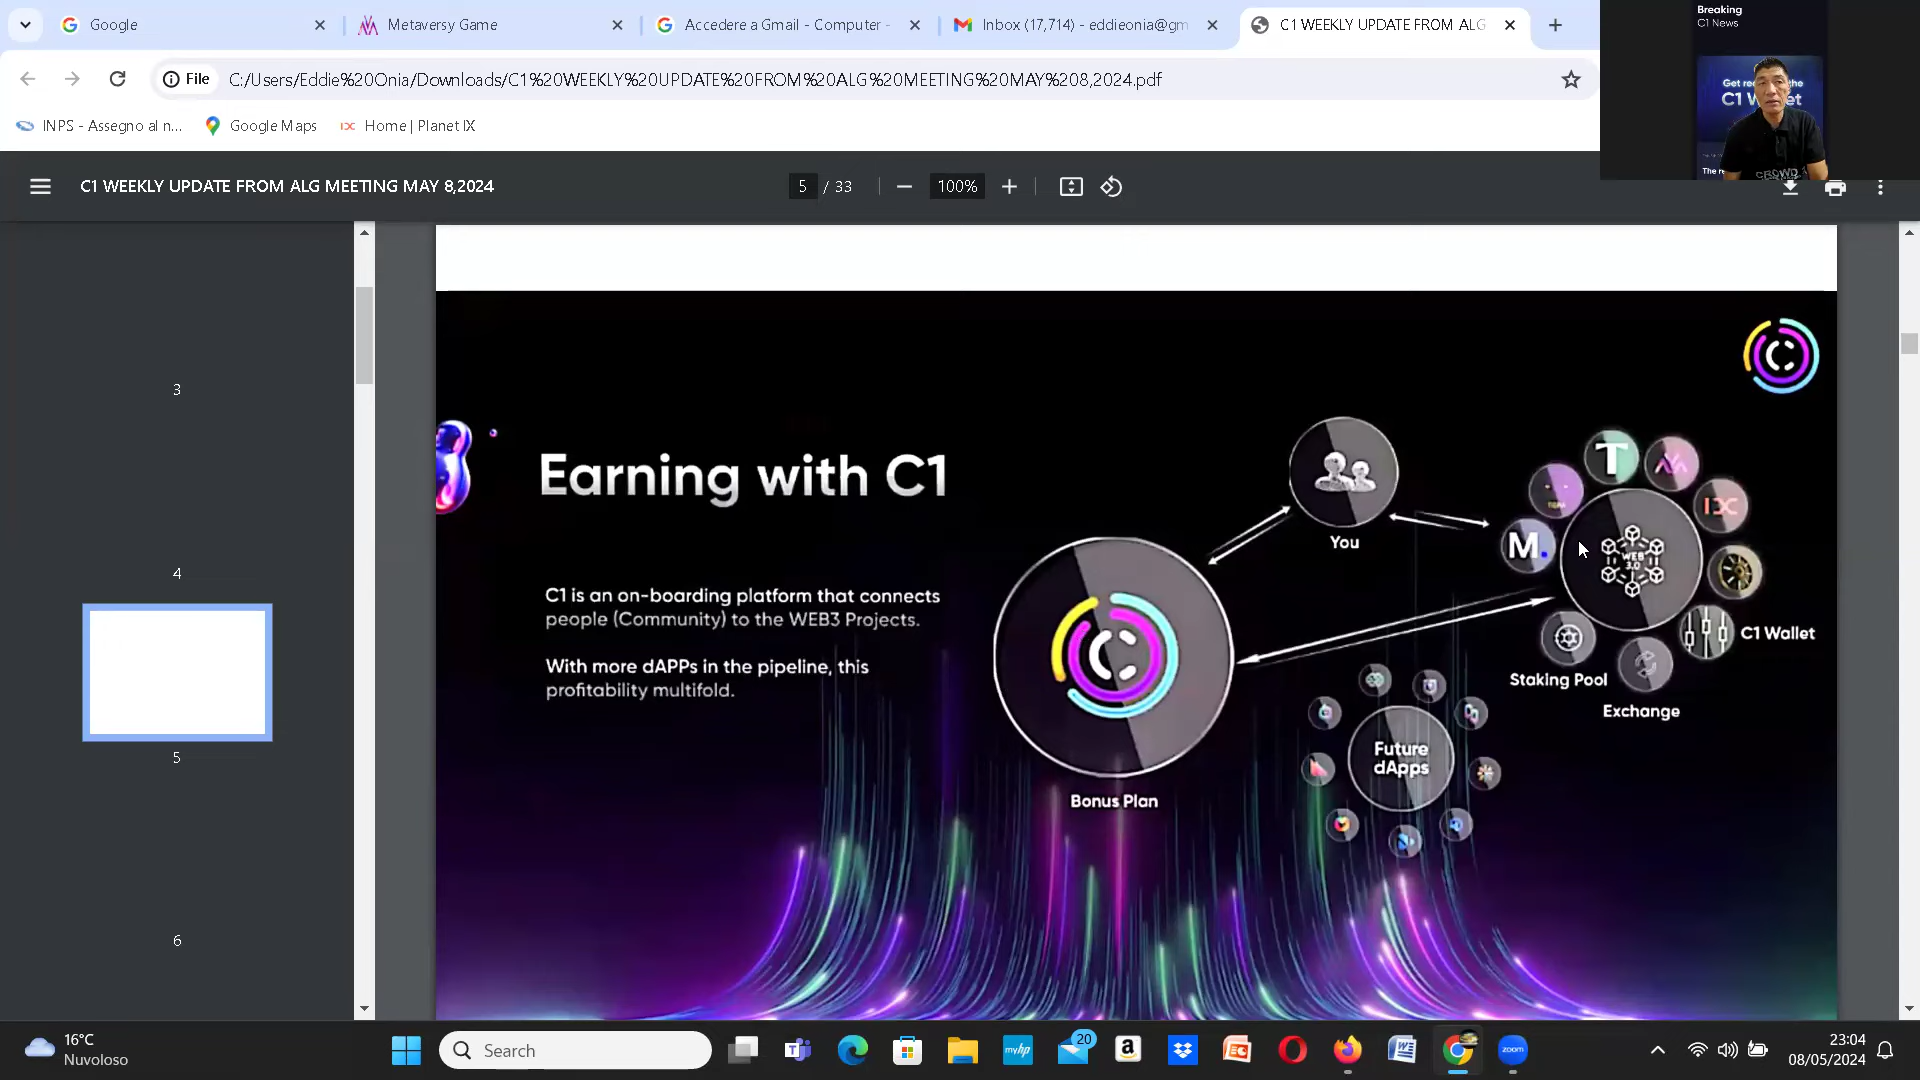 Google
Metaversy Game
Accedere a Gmail - Computer -
Inbox (17,714) - eddieonia@gm
C1 WEEKLY UPDATE FROM ALG
Breaking
C1 News
File
C:/Users/Eddie%20Onia/Downloads/C1%20WEEKLY%20UPDATE%20FROM%20ALG%20MEETING%20MAY%208,2024.pdf
INPS - Assegno al n...
Google Maps
Home | Planet IX
C1 WEEKLY UPDATE FROM ALG MEETING MAY 8,2024
5 / 33
100%
3
4
5
6
Earning with C1
C1 is an on-boarding platform that connects
people (Community) to the WEB3 Projects.
With more dAPPs in the pipeline, this
profitability multifold.
You
T
M.
WEB
3.0
C1 Wallet
Staking Pool
Exchange
Future
dApps
Bonus Plan
16°C
Nuvoloso
Search
myhp
20
zoom
23:04
08/05/2024